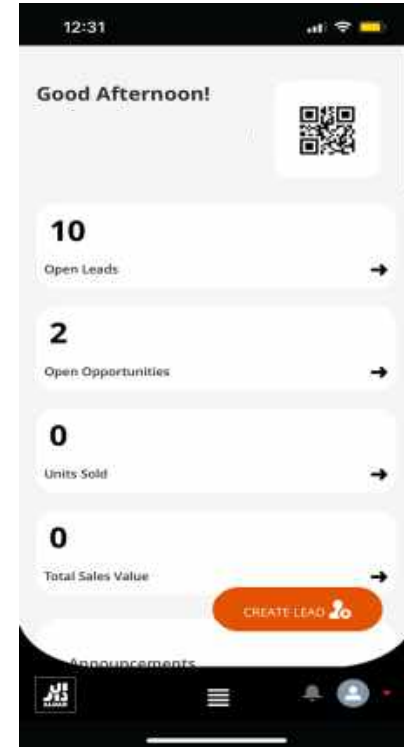 12:31
Good Afternoon!
10
Open Leads
2
Open Opportunities
0
Units Sold
0
Total Sales Value
CREATE LEAD
Announcements